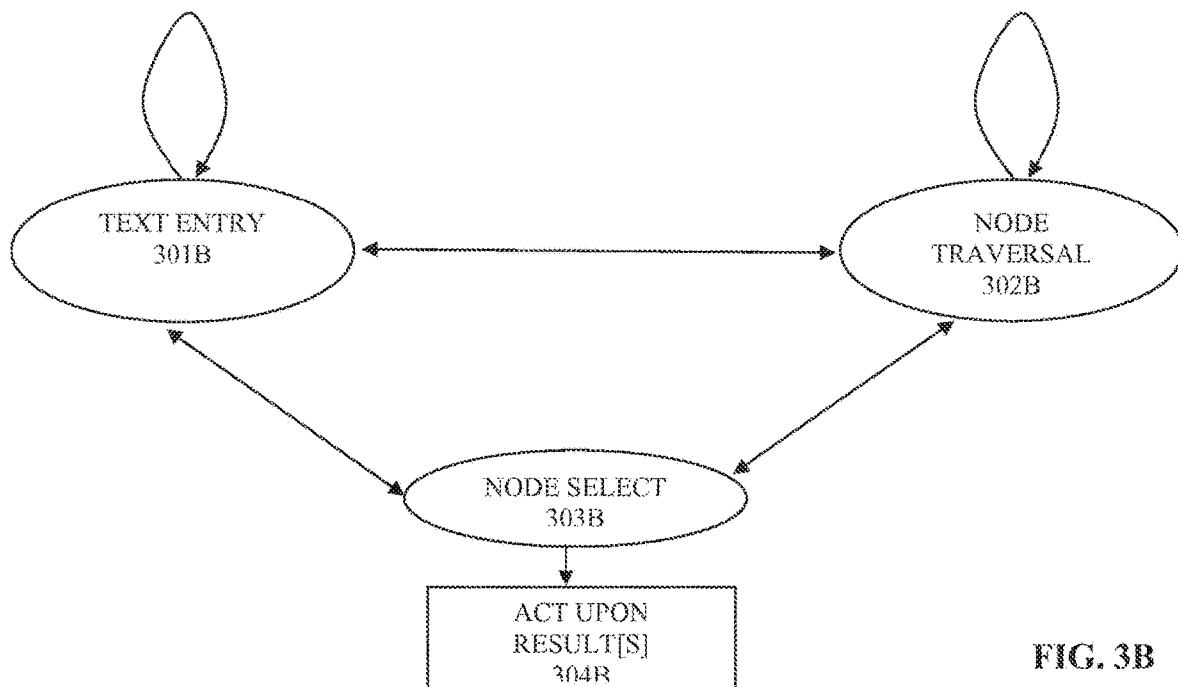 TEXT ENTRY
301B
NODE
TRAVERSAL
302B
NODE SELECT
303B
ACT UPON
RESULT[S]
304B
FIG. 3B